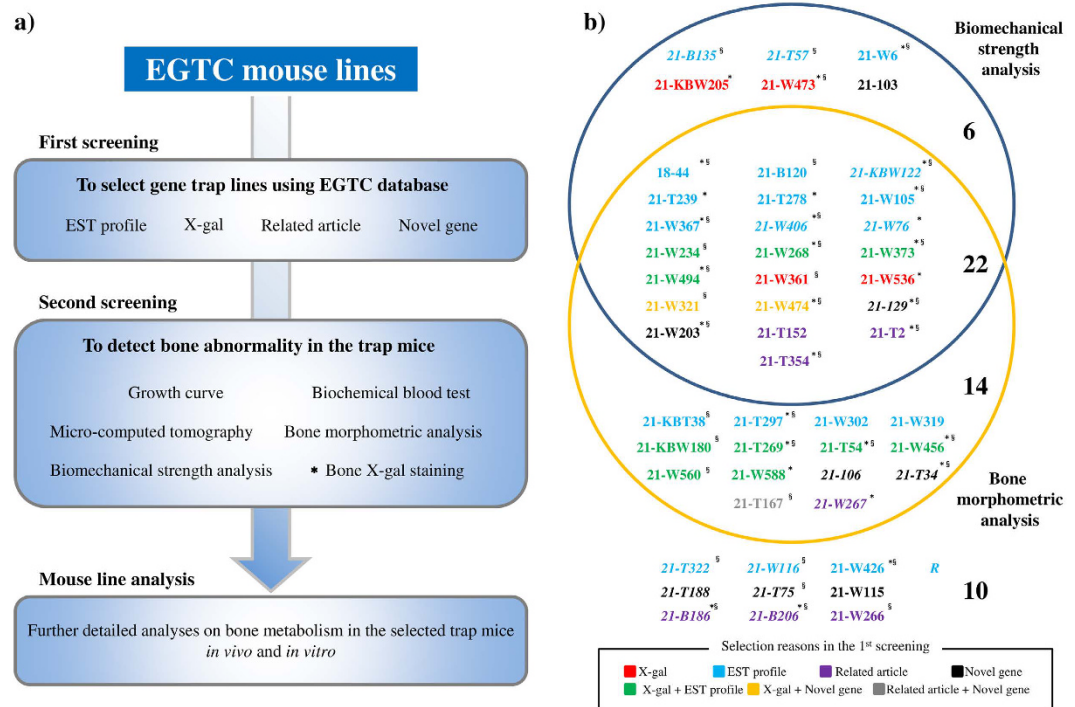 a)
EGTC mouse lines
First screening
To select gene trap lines using EGTC database
EST profile X-gal Related article Novel gene
Second screening
To detect bone abnormality in the trap mice
Growth curve Biochemical blood test
Micro-computed tomography Bone morphometric analysis
Biomechanical strength analysis * Bone X-gal staining
Mouse line analysis
Further detailed analyses on bone metabolism in the selected trap mice
in vivo and in vitro
b)
Biomechanical
strength
analysis
21-B135 § 21-T57 § 21-W6 *§
21-KBW205 * 21-W473 *§ 21-103
6
18-44 *§ 21-B120 § 21-KBW122 *§
21-T239 * 21-T278 * 21-W105 *§
21-W367 *§ 21-W406 *§ 21-W76 *
21-W234 § 21-W268 *§ 21-W373 *§
22
21-W494 *§ 21-W361 § 21-W536 *
21-W321 § 21-W474 *§ 21-129 *§
21-W203 *§ 21-T152 21-T2 *§
21-T354 *§
14
21-KBT38 § 21-T297 *§ 21-W302 21-W319
21-KBW180 § 21-T269 *§ 21-T54 *§ 21-W456 *§
21-W560 § 21-W588 * 21-106 21-T34 *§
21-T167 § 21-W267 *
Bone
morphometric
analysis
21-T322 § 21-W116 § 21-W426 *§ R
21-T188 21-T75 § 21-W115
10
21-B186 *§ 21-B206 *§ 21-W266 §
Selection reasons in the 1st screening
X-gal EST profile Related article Novel gene
X-gal + EST profile X-gal + Novel gene Related article + Novel gene